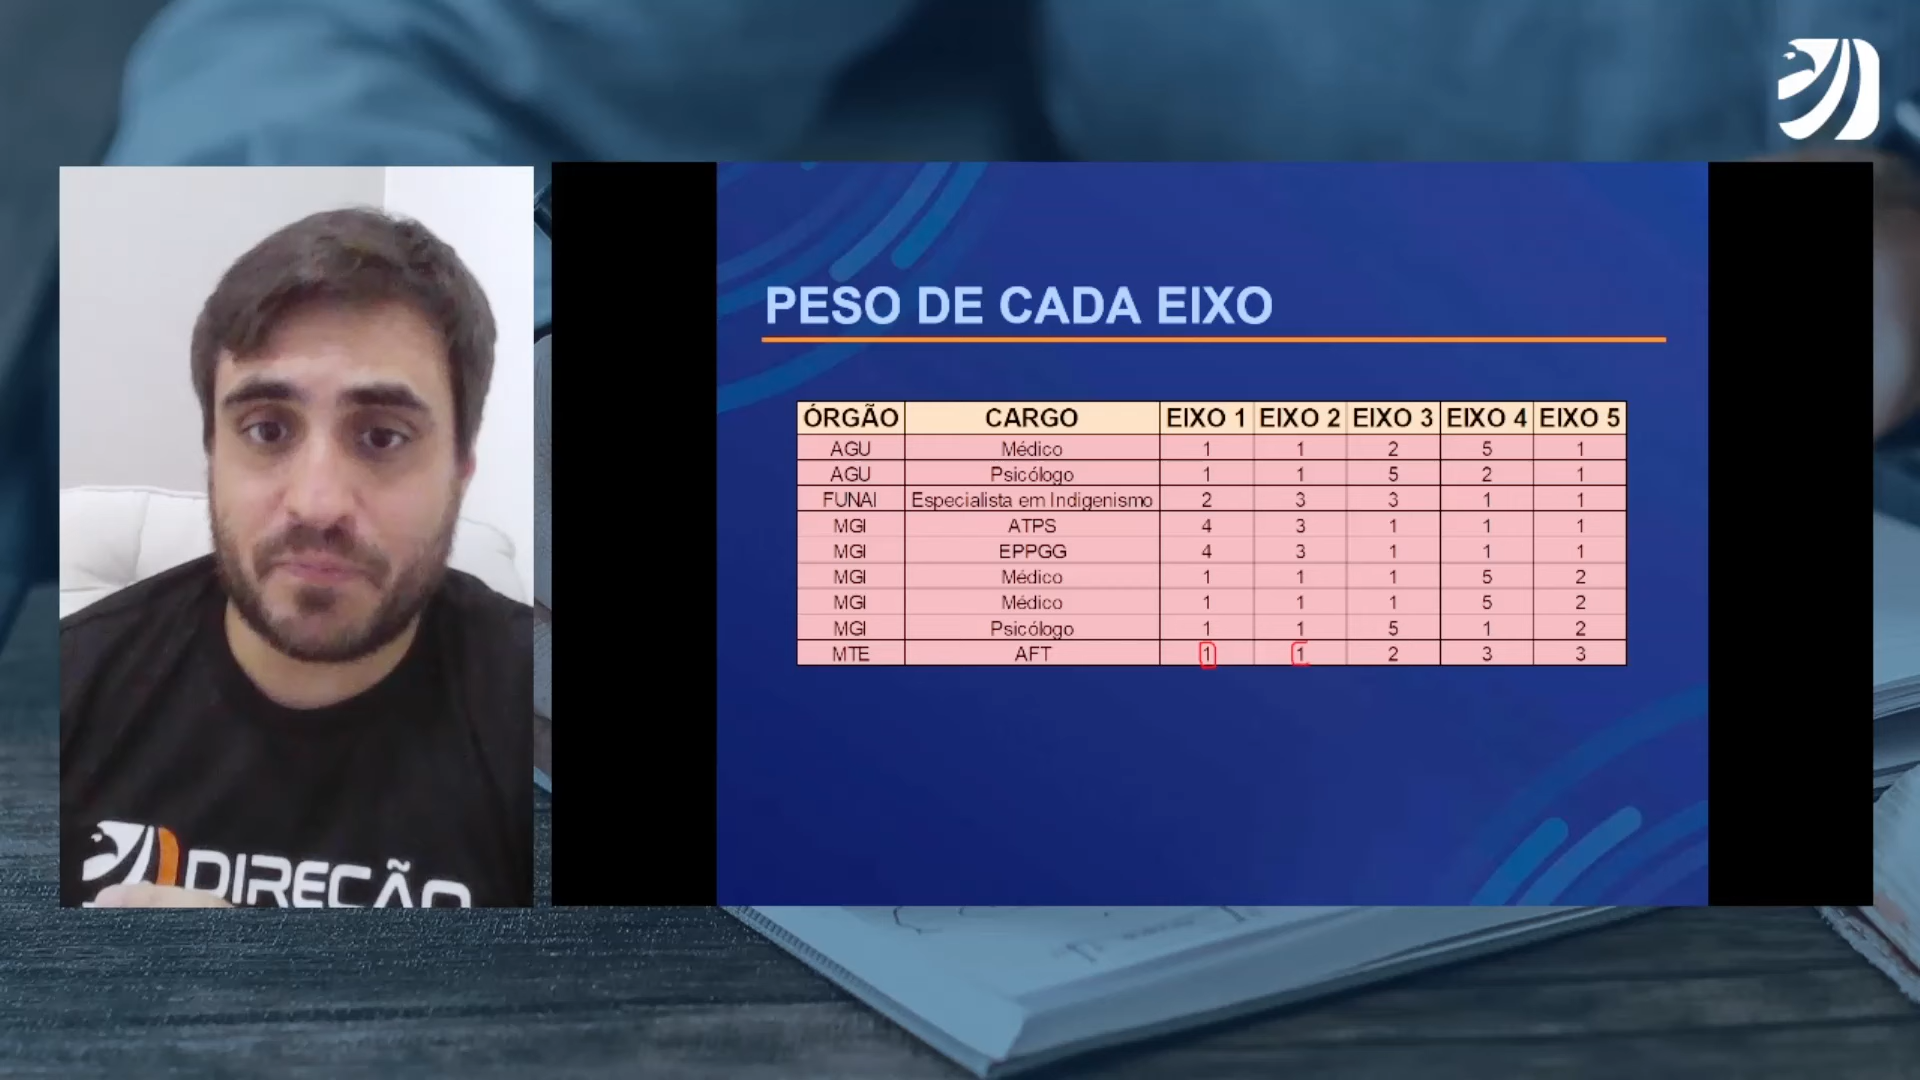 PESO DE CADA EIXO
ÓRGÃO CARGO EIXO 1 EIXO 2 EIXO 3 EIXO 4 EIXO 5
AGU Médico 1 1 2 5 1
AGU Psicólogo 1 1 5 2 1
FUNAI Especialista em Indigenismo 2 3 3 1 1
MGI ATPS 4 3 1 1 1
MGI EPPGG 4 3 1 1 1
MGI Médico 1 1 1 5 2
MGI Médico 1 1 1 5 2
MGI Psicólogo 1 1 5 1 2
MTE AFT 1 1 2 3 3
DIREÇÃO